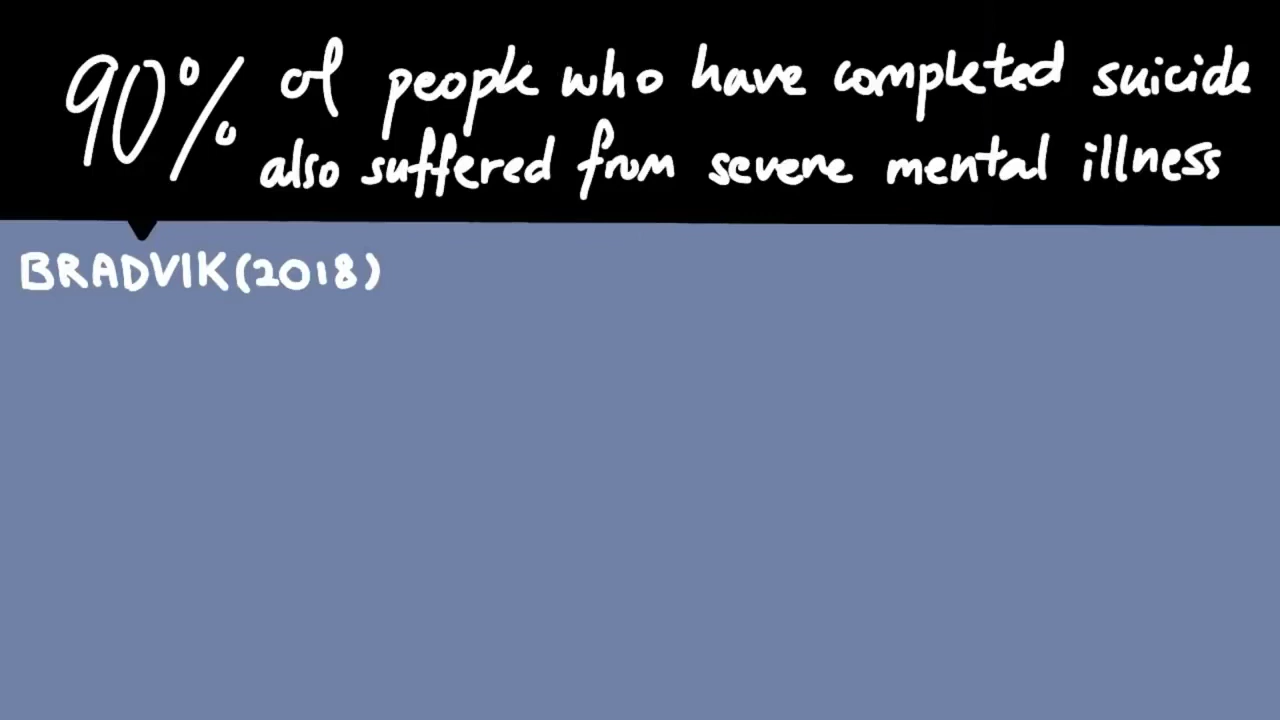 90% of people who have completed suicide
also suffered from severe mental illness
BRADVIK(2018)